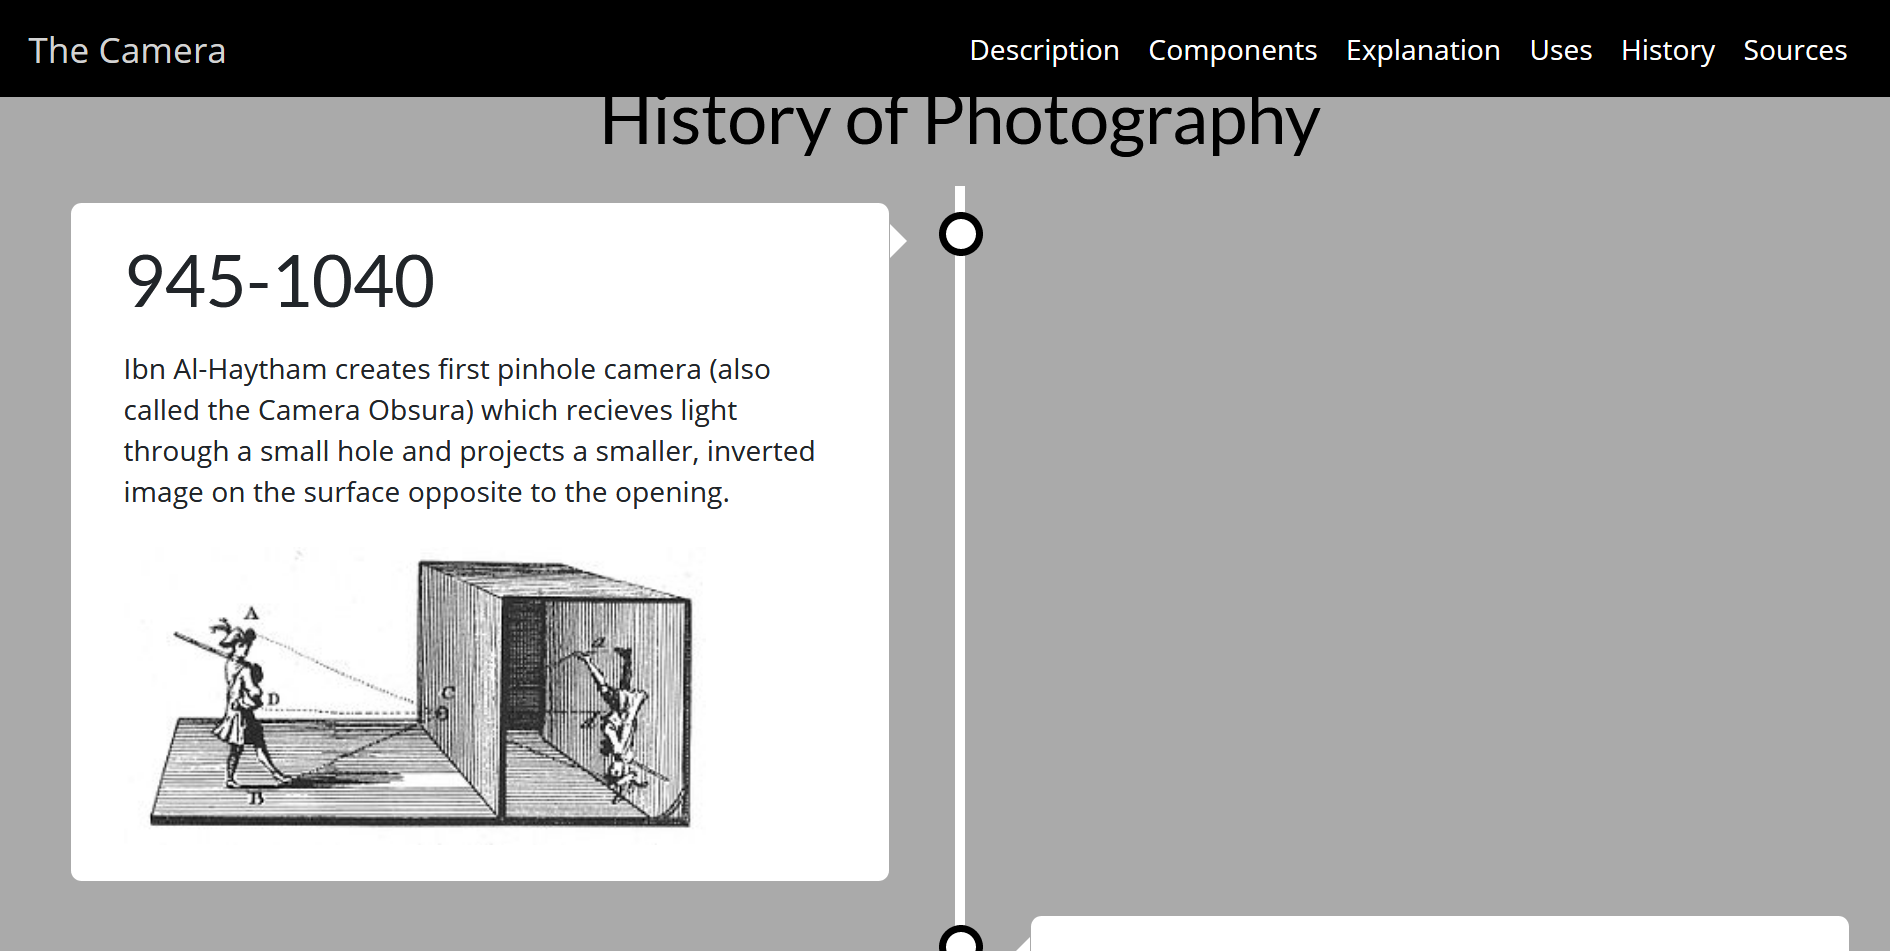 The Camera
Description Components Explanation Uses History Sources
History of Photography
945-1040
Ibn Al-Haytham creates first pinhole camera (also
called the Camera Obsura) which recieves light
through a small hole and projects a smaller, inverted
image on the surface opposite to the opening.
A
D
C
B
a
d